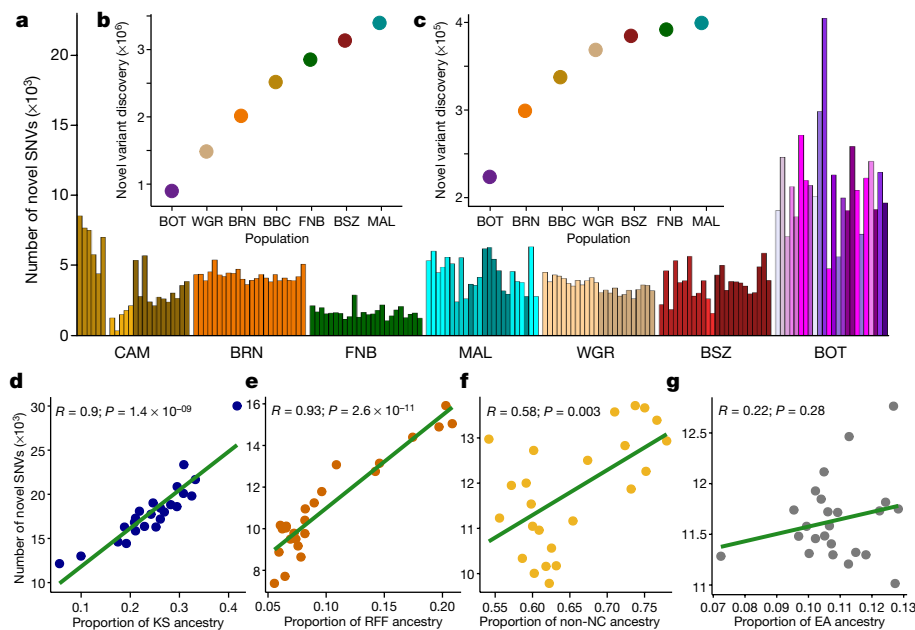 a
Number of novel SNVs (×10³)
20
15
10
5
0
CAM BRN FNB MAL WGR BSZ BOT
b
Novel variant discovery (×10⁶)
3
2
1
BOT WGR BRN BBC FNB BSZ MAL
Population
c
Novel variant discovery (×10⁵)
4
3
2
BOT BRN BBC WGR BSZ FNB MAL
Population
d
R = 0.9; P = 1.4 × 10⁻⁰⁹
Number of novel SNVs (×10³)
30
25
20
15
10
0.1 0.2 0.3 0.4
Proportion of KS ancestry
e
R = 0.93; P = 2.6 × 10⁻¹¹
16
14
12
10
8
0.05 0.10 0.15 0.20
Proportion of RFF ancestry
f
R = 0.58; P = 0.003
13
12
11
10
0.54 0.60 0.65 0.70 0.75
Proportion of non-NC ancestry
g
R = 0.22; P = 0.28
12.5
12
11.5
11
0.07 0.08 0.09 0.10 0.11 0.12 0.13
Proportion of EA ancestry